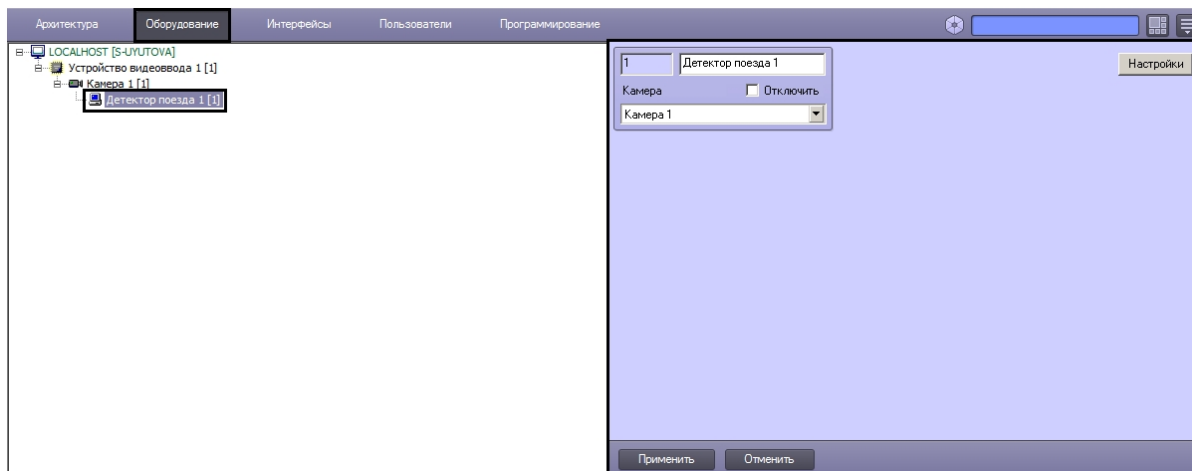 Архитектура Оборудование Интерфейсы Пользователи Программирование
LOCALHOST [S-UYUTOVA]
Устройство видеоввода 1 [1]
Камера 1 [1]
Детектор поезда 1 [1]
1 Детектор поезда 1 Настройки
Камера Отключить
Камера 1
Применить Отменить